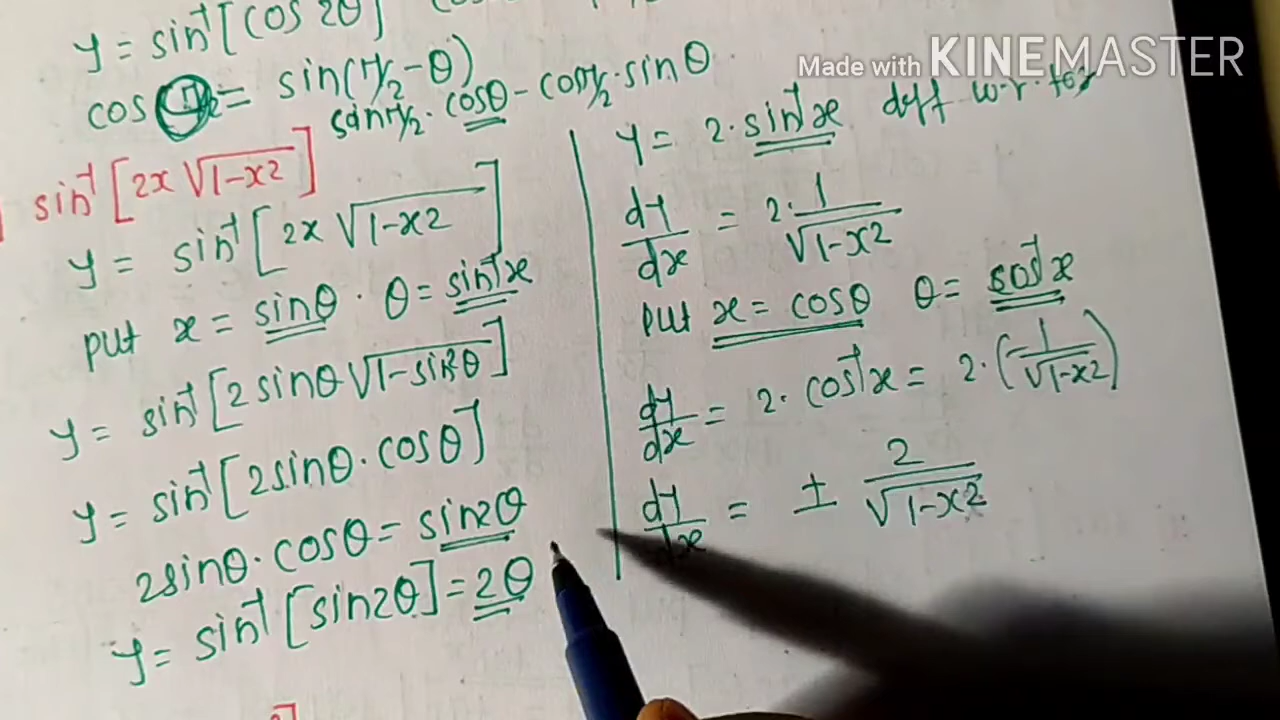 y = sin⁻¹[cos 2θ]
cos = sin(π/2 - θ)
sin π/2 · cosθ - cos π/2 · sinθ
sin⁻¹[2x √1-x2]
y = sin⁻¹[2x √1-x2]
put x = sinθ · θ = sin⁻¹x
y = sin⁻¹[2 sinθ √1-sin²θ]
y = sin⁻¹[2sinθ · cosθ]
2sinθ · cosθ = sin2θ
y = sin⁻¹[sin2θ] = 2θ
Made with KINEMASTER
y = 2 · sin⁻¹x diff w.r.to x
dy/dx = 2 · 1/√1-x2
put x = cosθ θ = cos⁻¹x
dy/dx = 2 · cos⁻¹x = 2 · (-1/√1-x2)
dy/dx = ± 2/√1-x2